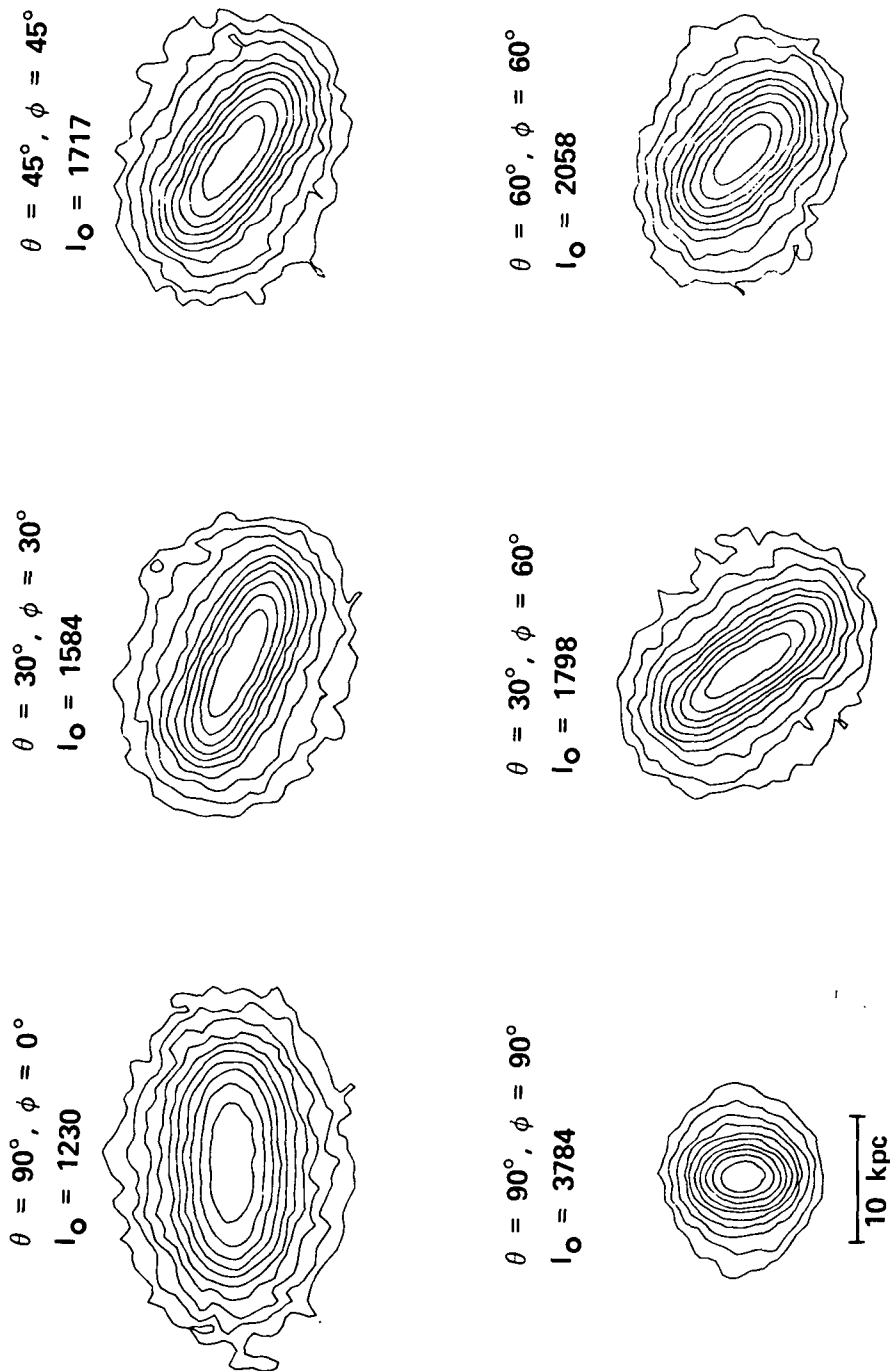 θ = 90°, ϕ = 0°
I₀ = 1230
θ = 30°, ϕ = 30°
I₀ = 1584
θ = 45°, ϕ = 45°
I₀ = 1717
θ = 90°, ϕ = 90°
I₀ = 3784
10 kpc
θ = 30°, ϕ = 60°
I₀ = 1798
θ = 60°, ϕ = 60°
I₀ = 2058